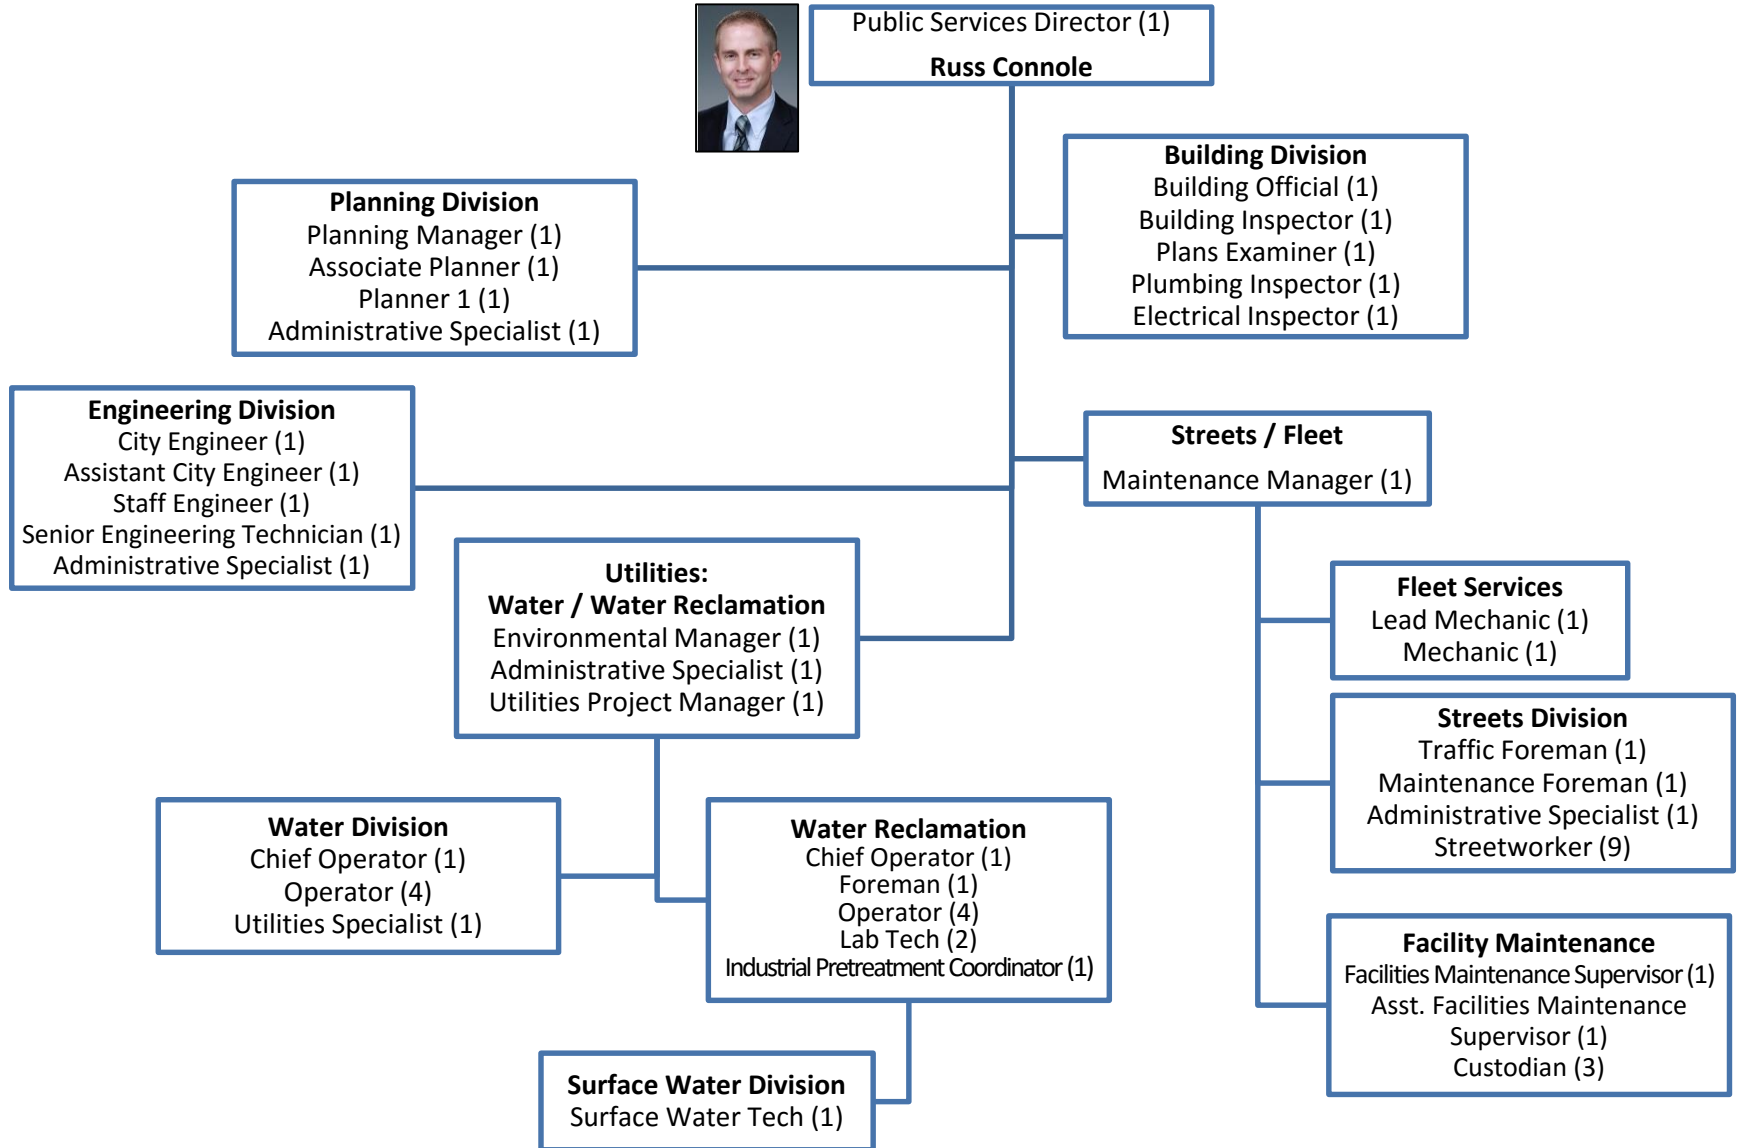 Public Services Director (1)
Russ Connole
Building Division
Building Official (1)
Building Inspector (1)
Plans Examiner (1)
Plumbing Inspector (1)
Electrical Inspector (1)
Planning Division
Planning Manager (1)
Associate Planner (1)
Planner 1 (1)
Administrative Specialist (1)
Engineering Division
City Engineer (1)
Assistant City Engineer (1)
Staff Engineer (1)
Senior Engineering Technician (1)
Administrative Specialist (1)
Streets / Fleet
Maintenance Manager (1)
Utilities:
Water / Water Reclamation
Environmental Manager (1)
Administrative Specialist (1)
Utilities Project Manager (1)
Fleet Services
Lead Mechanic (1)
Mechanic (1)
Streets Division
Traffic Foreman (1)
Maintenance Foreman (1)
Administrative Specialist (1)
Streetworker (9)
Water Division
Chief Operator (1)
Operator (4)
Utilities Specialist (1)
Water Reclamation
Chief Operator (1)
Foreman (1)
Operator (4)
Lab Tech (2)
Industrial Pretreatment Coordinator (1)
Facility Maintenance
Facilities Maintenance Supervisor (1)
Asst. Facilities Maintenance
Supervisor (1)
Custodian (3)
Surface Water Division
Surface Water Tech (1)